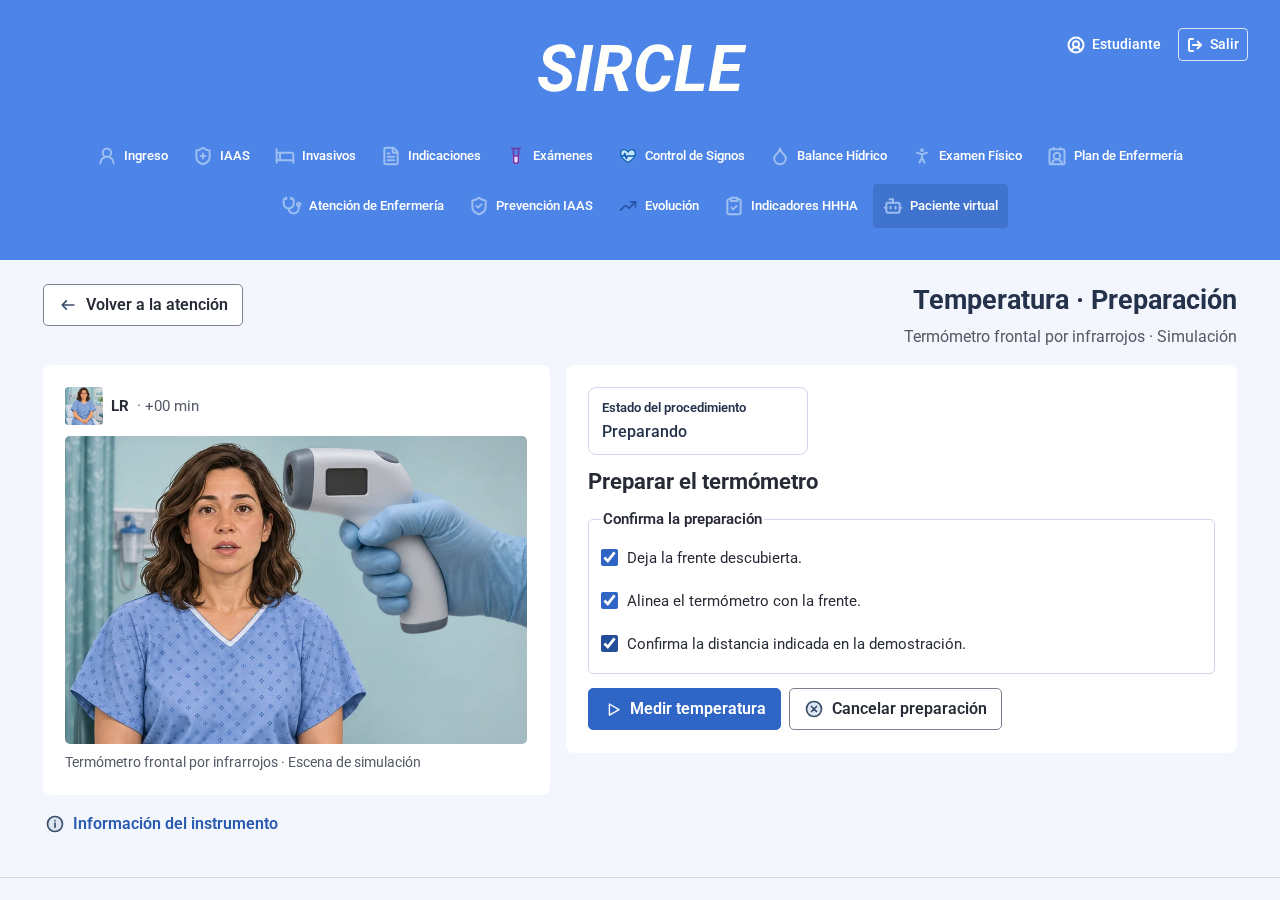 SIRCLE
Estudiante
Salir
Ingreso
IAAS
Invasivos
Indicaciones
Exámenes
Control de Signos
Balance Hídrico
Examen Físico
Plan de Enfermería
Atención de Enfermería
Prevención IAAS
Evolución
Indicadores HHHA
Paciente virtual
Volver a la atención
Temperatura · Preparación
Termómetro frontal por infrarrojos · Simulación
LR · +00 min
Termómetro frontal por infrarrojos · Escena de simulación
Información del instrumento
Estado del procedimiento
Preparando
Preparar el termómetro
Confirma la preparación
Deja la frente descubierta.
Alinea el termómetro con la frente.
Confirma la distancia indicada en la demostración.
Medir temperatura
Cancelar preparación